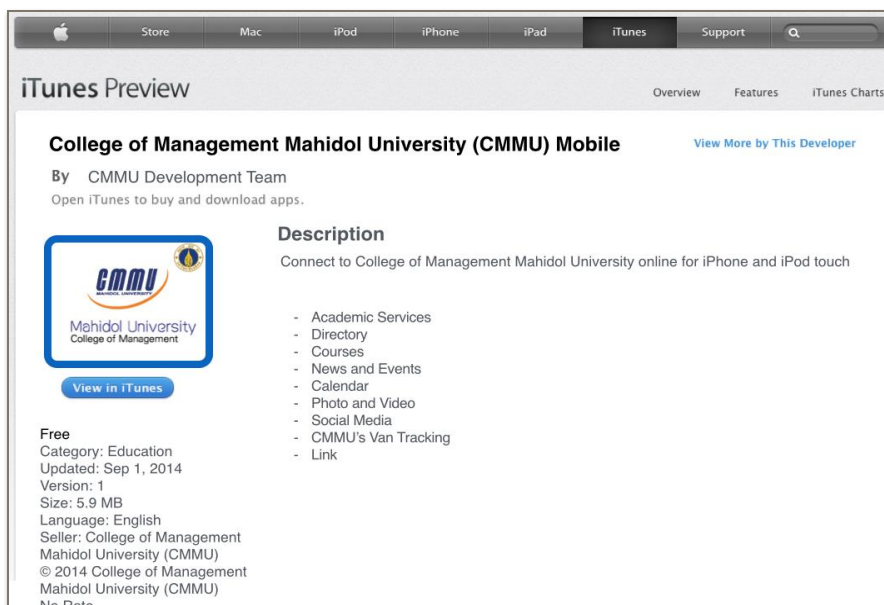 Store Mac iPod iPhone iPad iTunes Support
iTunes Preview
Overview Features iTunes Charts
College of Management Mahidol University (CMMU) Mobile
View More by This Developer
By CMMU Development Team
Open iTunes to buy and download apps.
CMMU
MAHIDOL UNIVERSITY
Mahidol University
College of Management
View in iTunes
Description
Connect to College of Management Mahidol University online for iPhone and iPod touch
- Academic Services
- Directory
- Courses
- News and Events
- Calendar
- Photo and Video
- Social Media
- CMMU's Van Tracking
- Link
Free
Category: Education
Updated: Sep 1, 2014
Version: 1
Size: 5.9 MB
Language: English
Seller: College of Management
Mahidol University (CMMU)
© 2014 College of Management
Mahidol University (CMMU)
No Rate